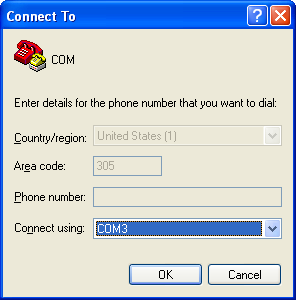 Connect To
COM
Enter details for the phone number that you want to dial:
Country/region: United States (1)
Area code: 305
Phone number:
Connect using: COM3
OK Cancel